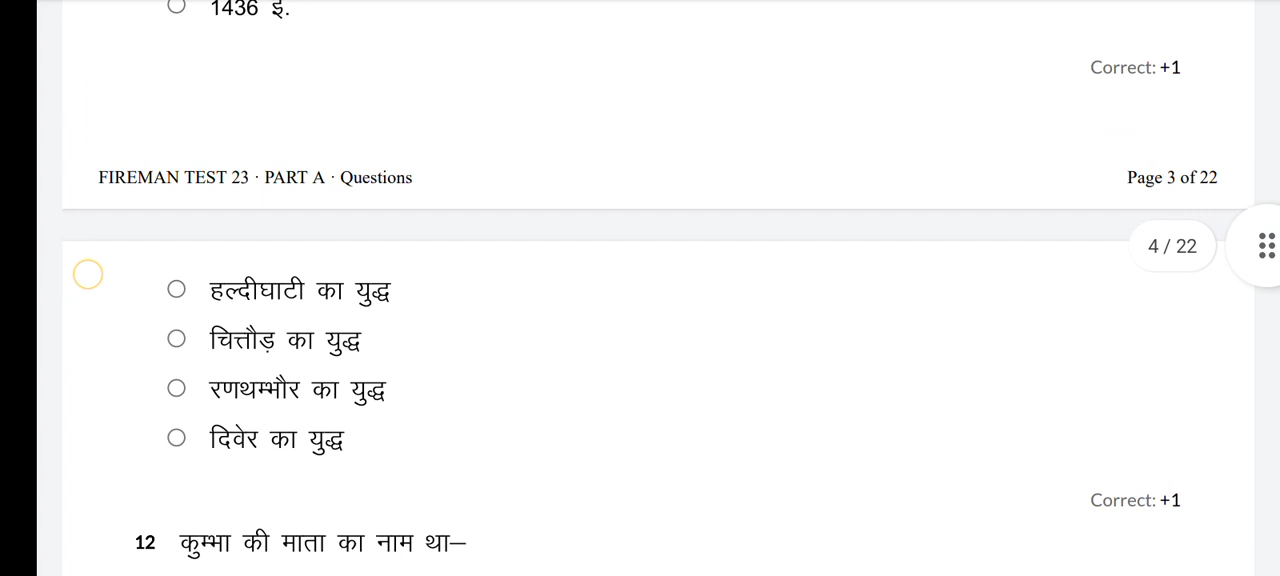 1436 ई.
Correct: +1
FIREMAN TEST 23 · PART A · Questions
Page 3 of 22
4 / 22
हल्दीघाटी का युद्ध
चित्तौड़ का युद्ध
रणथम्भौर का युद्ध
दिवेर का युद्ध
Correct: +1
12 कुम्भा की माता का नाम था—